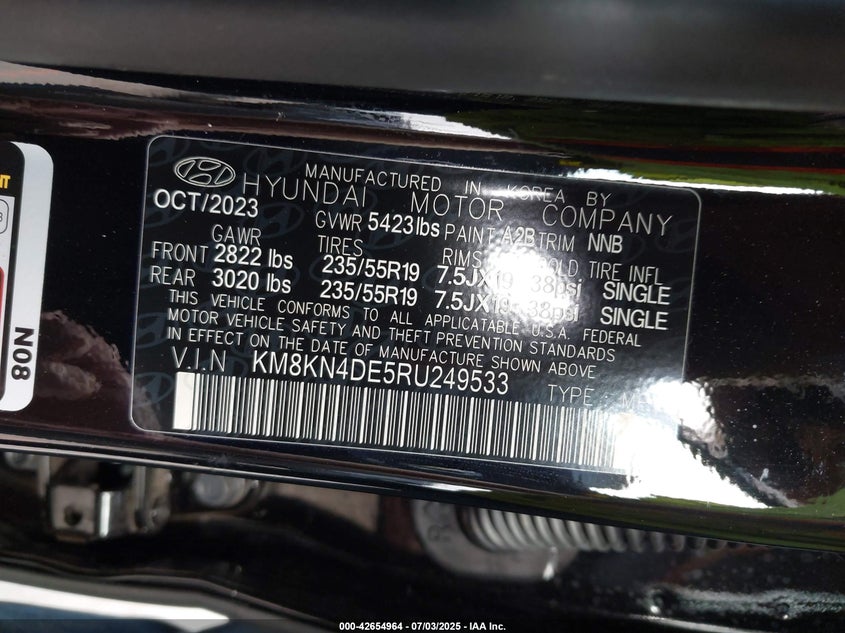 MANUFACTURED IN KOREA BY
HYUNDAI MOTOR COMPANY
OCT/2023 GVWR 5423lbs PAINT A2B TRIM NNB
GAWR TIRES RIMS COLD TIRE INFL
FRONT 2822 lbs 235/55R19 7.5JX19 38psi SINGLE
REAR 3020 lbs 235/55R19 7.5JX19 38psi SINGLE
THIS VEHICLE CONFORMS TO ALL APPLICATABLE U.S.A. FEDERAL
MOTOR VEHICLE SAFETY AND THEFT PREVENTION STANDARDS
IN EFFECT ON THE DATE OF MANUFACTURE SHOWN ABOVE
V.I.N KM8KN4DE5RU249533
TYPE :
N08
000-42654964 - 07/03/2025 - IAA Inc.